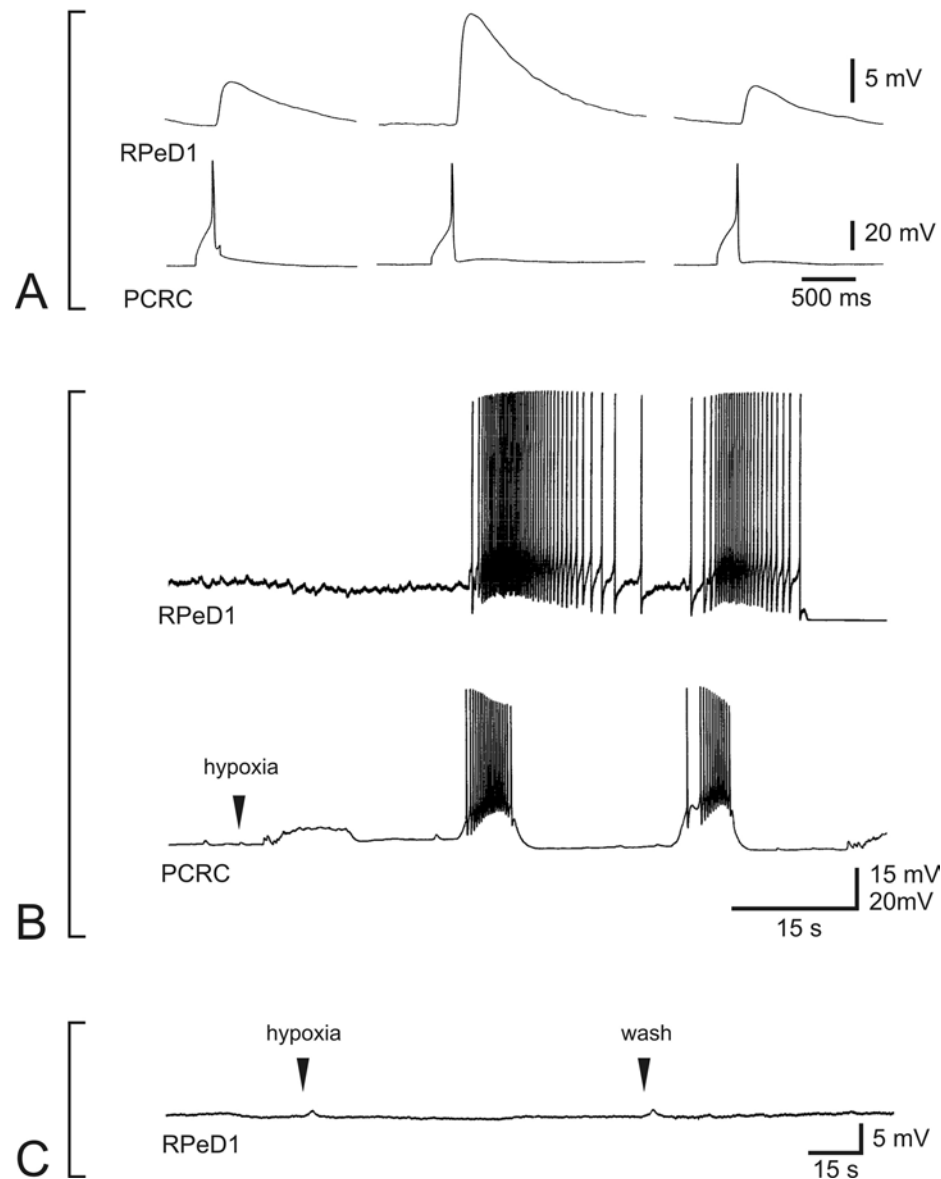 5 mV
RPeD1
20 mV
A
PCRC
500 ms
RPeD1
hypoxia
PCRC
15 mV
20mV
B
15 s
hypoxia
wash
RPeD1
5 mV
C
15 s